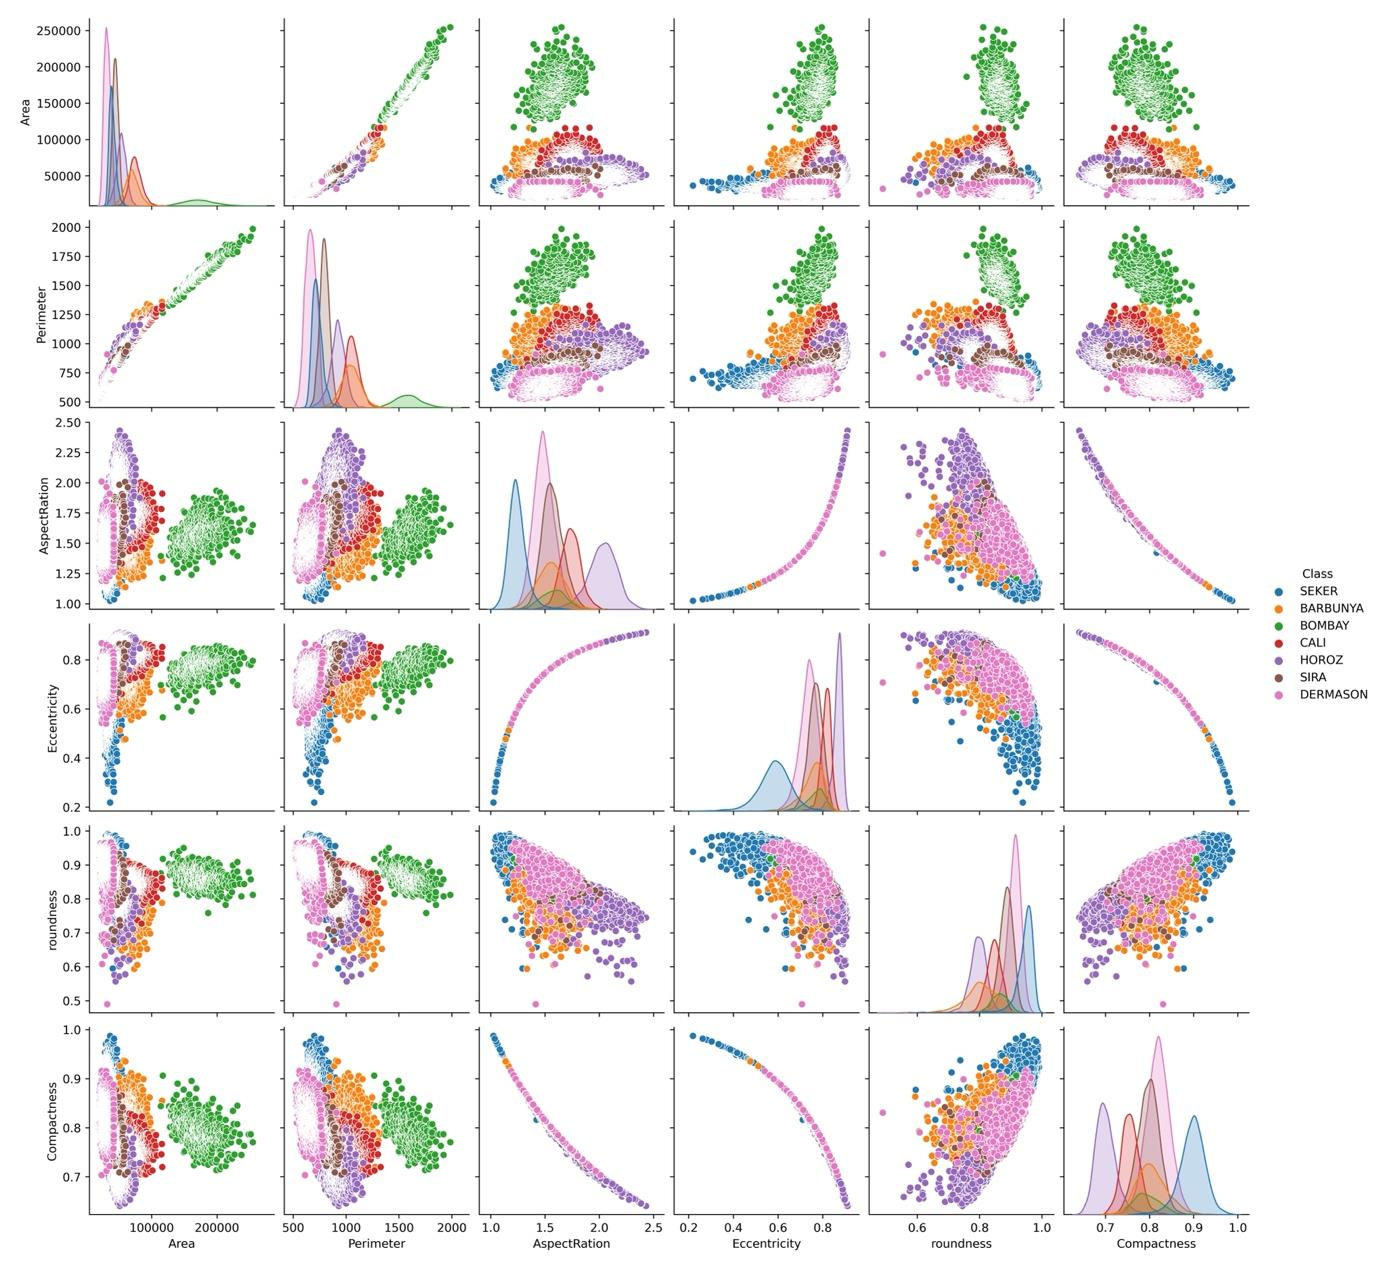 250000
200000
150000
100000
50000
Area
2000
1750
1500
1250
1000
750
500
Perimeter
2.50
2.25
2.00
1.75
1.50
1.25
1.00
AspectRation
Class
SEKER
BARBUNYA
BOMBAY
CALI
HOROZ
SIRA
DERMASON
0.8
0.6
0.4
0.2
Eccentricity
1.0
0.9
0.8
0.7
0.6
0.5
roundness
1.0
0.9
0.8
0.7
Compactness
100000 200000
500 1000 1500 2000
1.0 1.5 2.0 2.5
0.2 0.4 0.6 0.8
0.6 0.8 1.0
0.7 0.8 0.9 1.0
Area
Perimeter
AspectRation
Eccentricity
roundness
Compactness